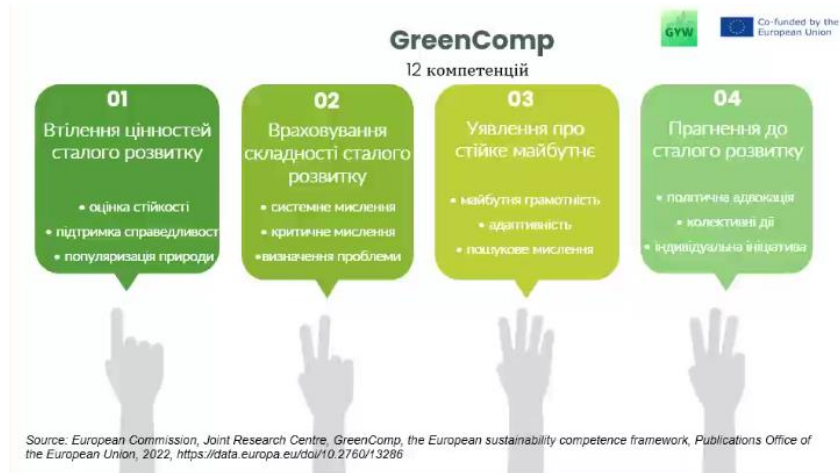 GreenComp
12 компетенцій
GYW
Co-funded by the
European Union
01
Втілення цінностей
сталого розвитку
• оцінка стійкості
• підтримка справедливост
• популяризація природи
02
Враховування
складності сталого
розвитку
• системне мислення
• критичне мислення
•визначення проблеми
03
Уявлення про
стійке майбутнє
• майбутня грамотність
• адаптивність
• пошукове мислення
04
Прагнення до
сталого розвитку
• політична адвокація
• колективні дії
• індивідуальна ініціатива
Source: European Commission, Joint Research Centre, GreenComp, the European sustainability competence framework, Publications Office of
the European Union, 2022, https://data.europa.eu/doi/10.2760/13286